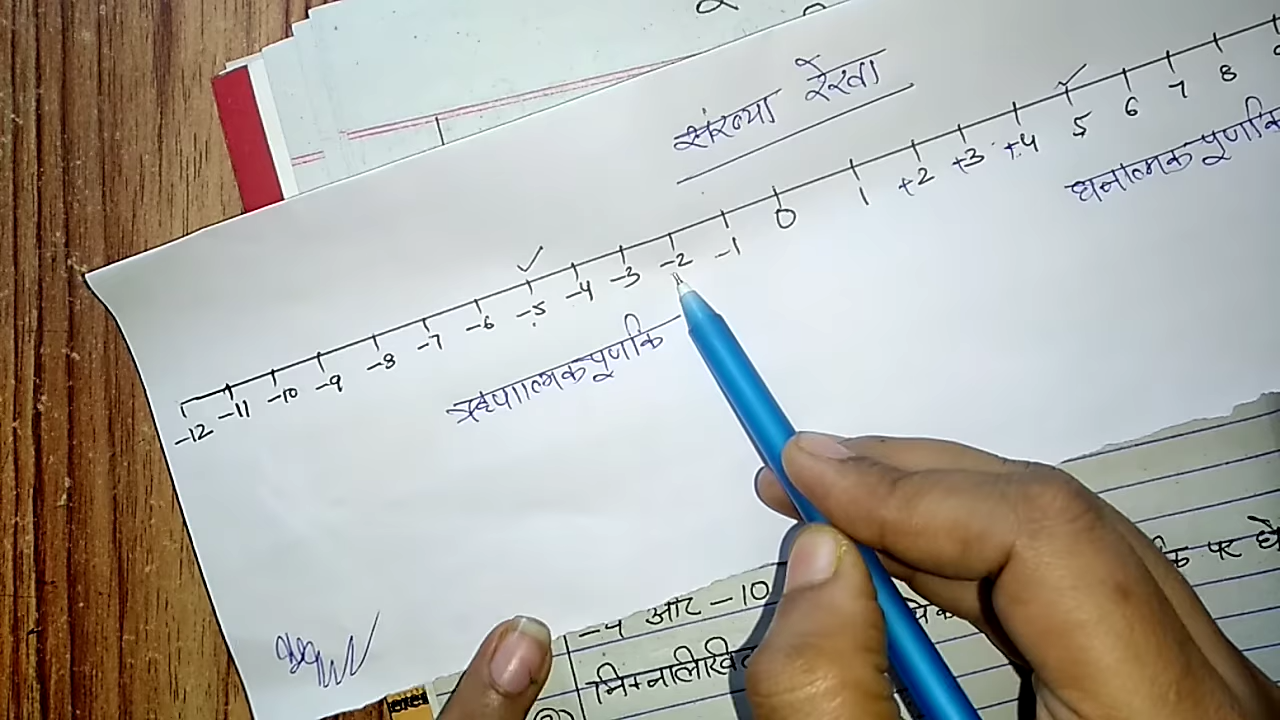 संख्या रेखा
-12 -11 -10 -9 -8 -7 -6 -5 -4 -3 -2 -1 0 1 +2 +3 +4 5 6 7 8
ऋणात्मक पूर्णांक
धनात्मक पूर्णांक
-4 और -10
पर
निम्नलिखित